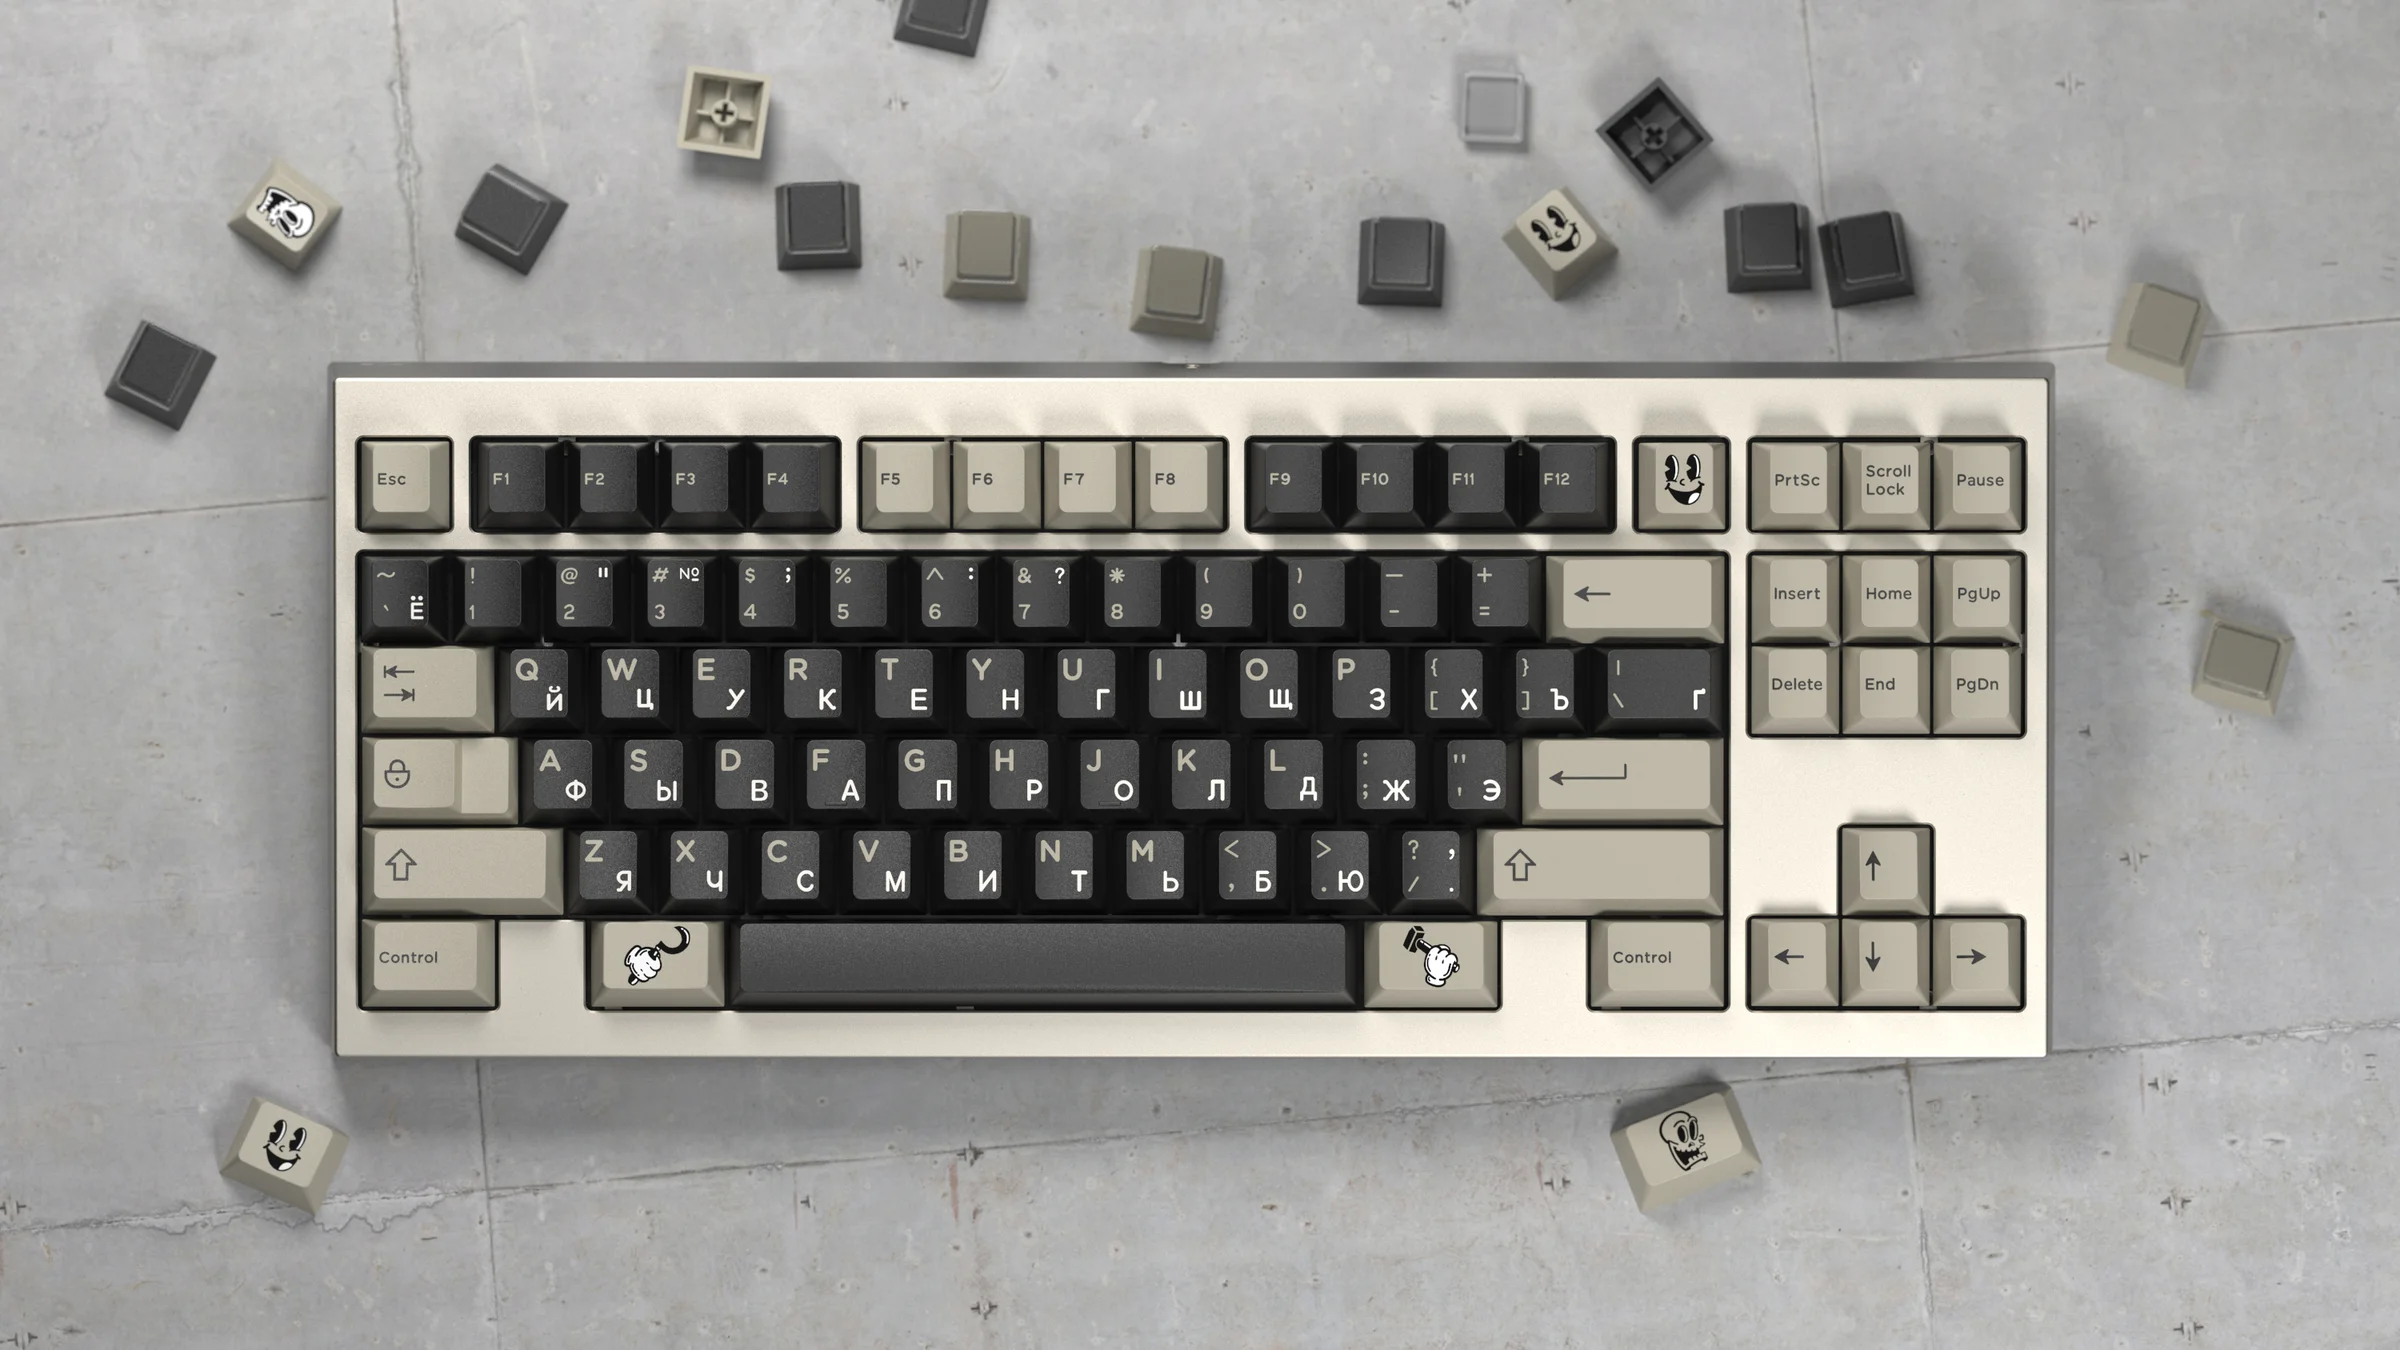 Esc F1 F2 F3 F4 F5 F6 F7 F8 F9 F10 F11 F12 PrtSc Scroll Lock Pause
~ ` Ё ! 1 @ " 2 # № 3 $ ; 4 % 5 ^ : 6 & ? 7 * 8 ( 9 ) 0 — - + = ← Insert Home PgUp
⇤ ⇥ Q Й W Ц E У R К T Е Y Н U Г I Ш O Щ P З { [ Х } ] Ъ | \ Ґ Delete End PgDn
A Ф S Ы D В F А G П H Р J О K Л L Д : ; Ж " ' Э ←
⇧ Z Я X Ч C С V М B И N Т M Ь < , Б > . Ю ? , / . ⇧ ↑
Control Control ← ↓ →